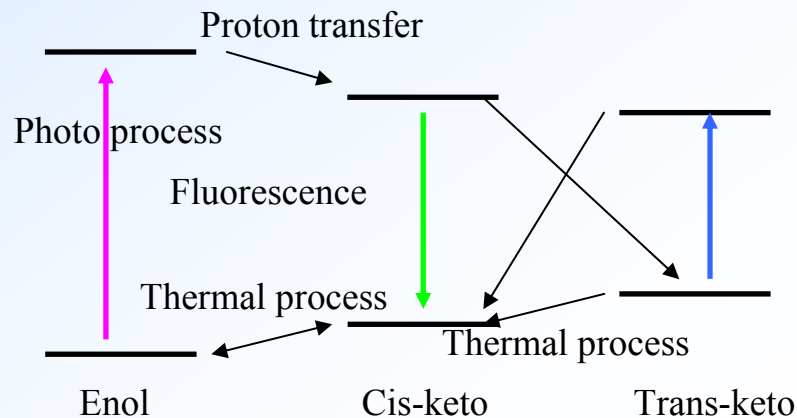 Proton transfer
Photo process
Fluorescence
Thermal process
Thermal process
Enol
Cis-keto
Trans-keto